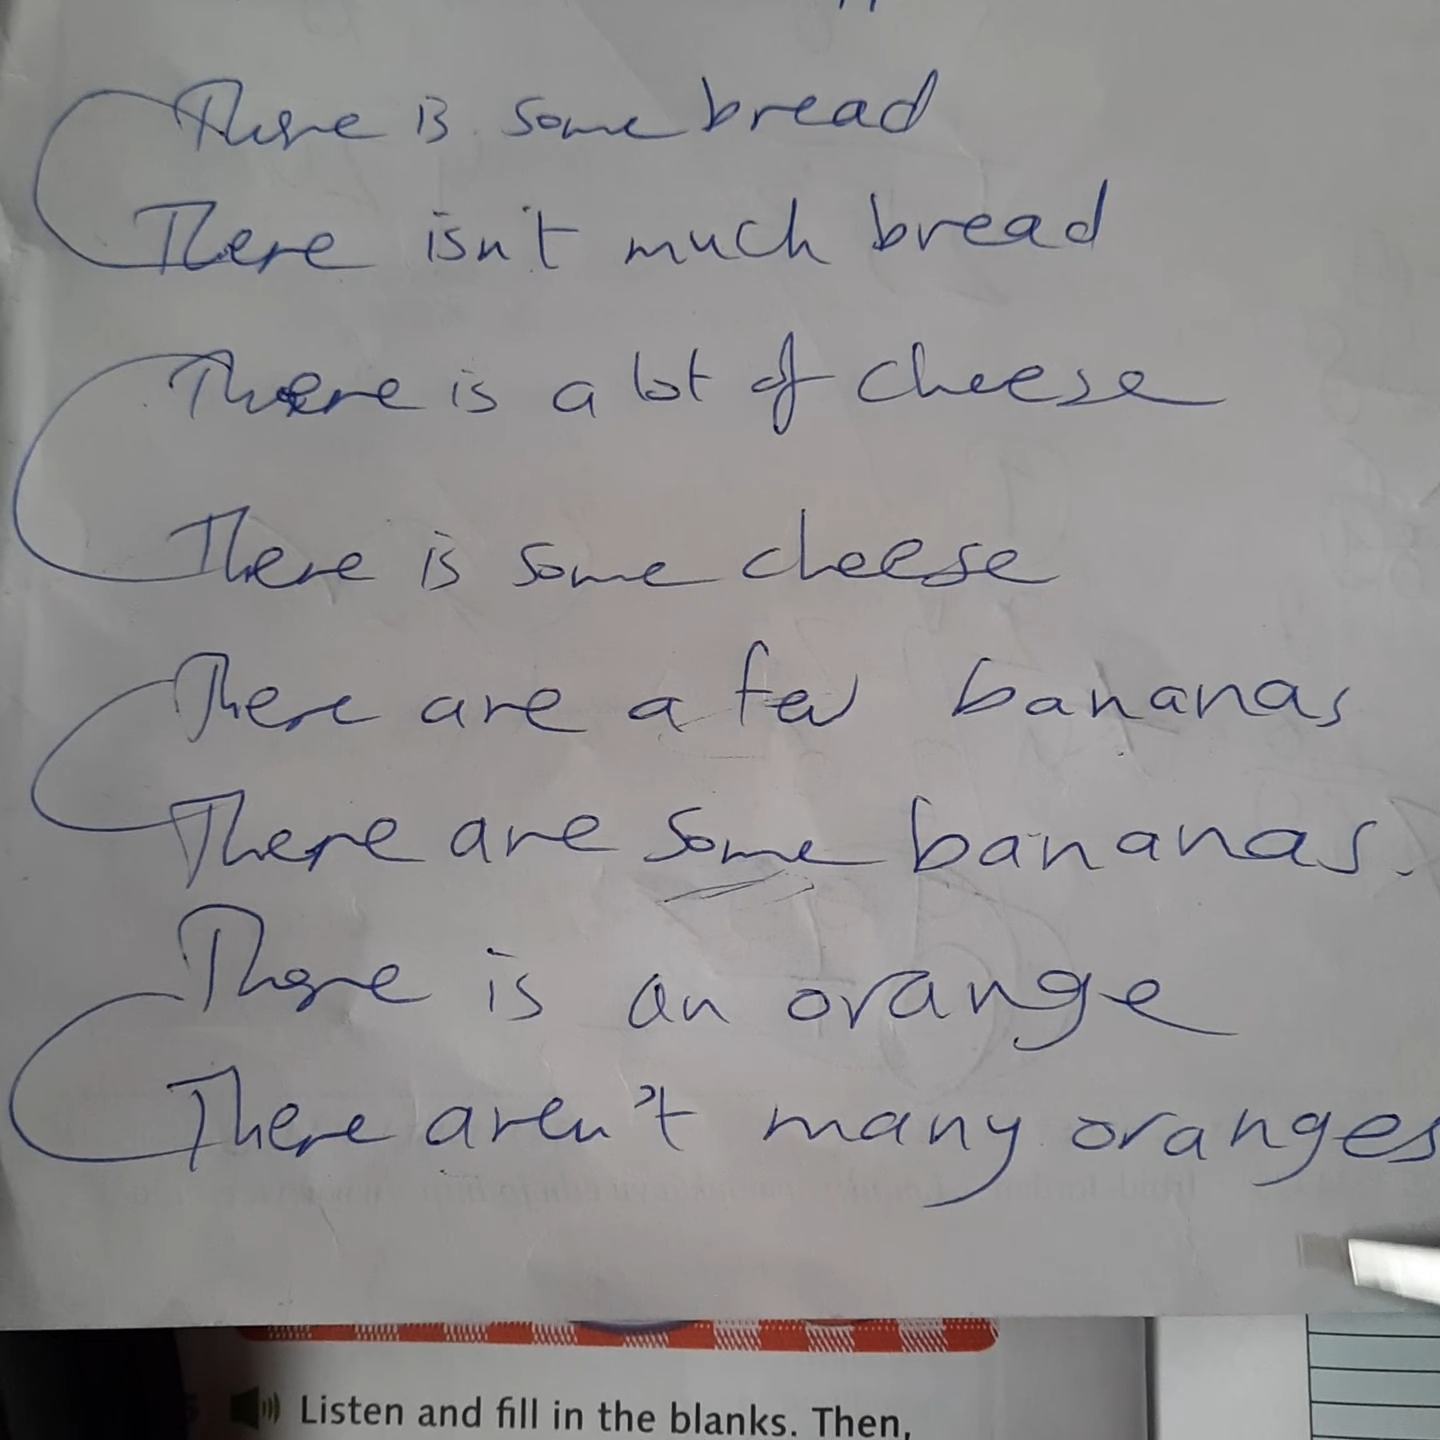 There is some bread
There isn't much bread
There is a lot of cheese
There is some cheese
There are a few bananas
There are some bananas.
There is an orange
There aren't many oranges
Listen and fill in the blanks. Then,